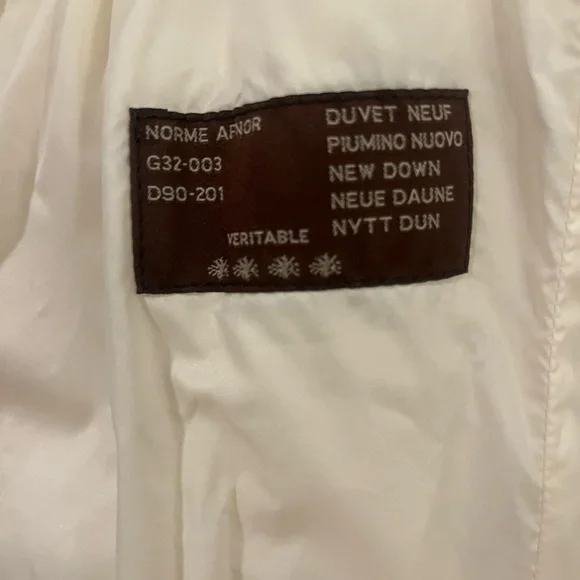 NORME AFNOR
G32-003
D90-201
VERITABLE
DUVET NEUF
PIUMINO NUOVO
NEW DOWN
NEUE DAUNE
NYTT DUN